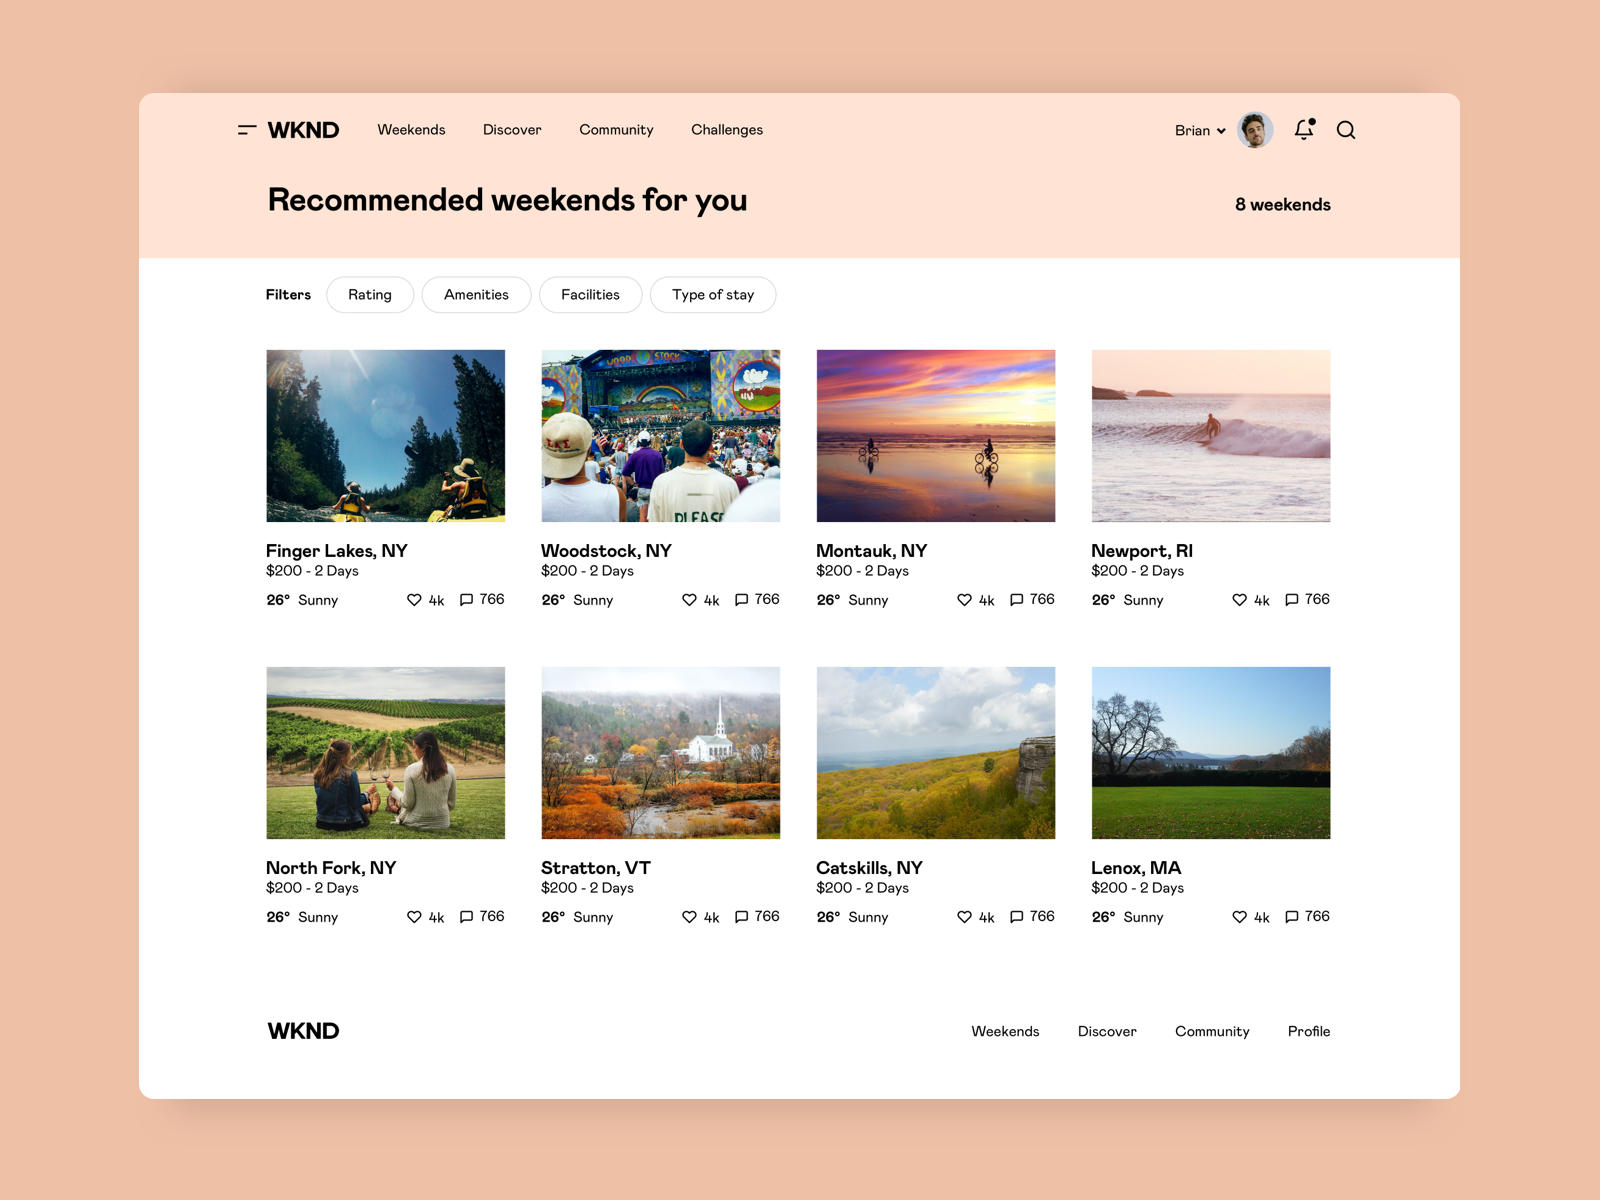 WKND Weekends Discover Community Challenges Brian
Recommended weekends for you
8 weekends
Filters Rating Amenities Facilities Type of stay
WOOD STOCK
PLEASE
Finger Lakes, NY
$200 - 2 Days
26° Sunny 4k 766
Woodstock, NY
$200 - 2 Days
26° Sunny 4k 766
Montauk, NY
$200 - 2 Days
26° Sunny 4k 766
Newport, RI
$200 - 2 Days
26° Sunny 4k 766
North Fork, NY
$200 - 2 Days
26° Sunny 4k 766
Stratton, VT
$200 - 2 Days
26° Sunny 4k 766
Catskills, NY
$200 - 2 Days
26° Sunny 4k 766
Lenox, MA
$200 - 2 Days
26° Sunny 4k 766
WKND Weekends Discover Community Profile